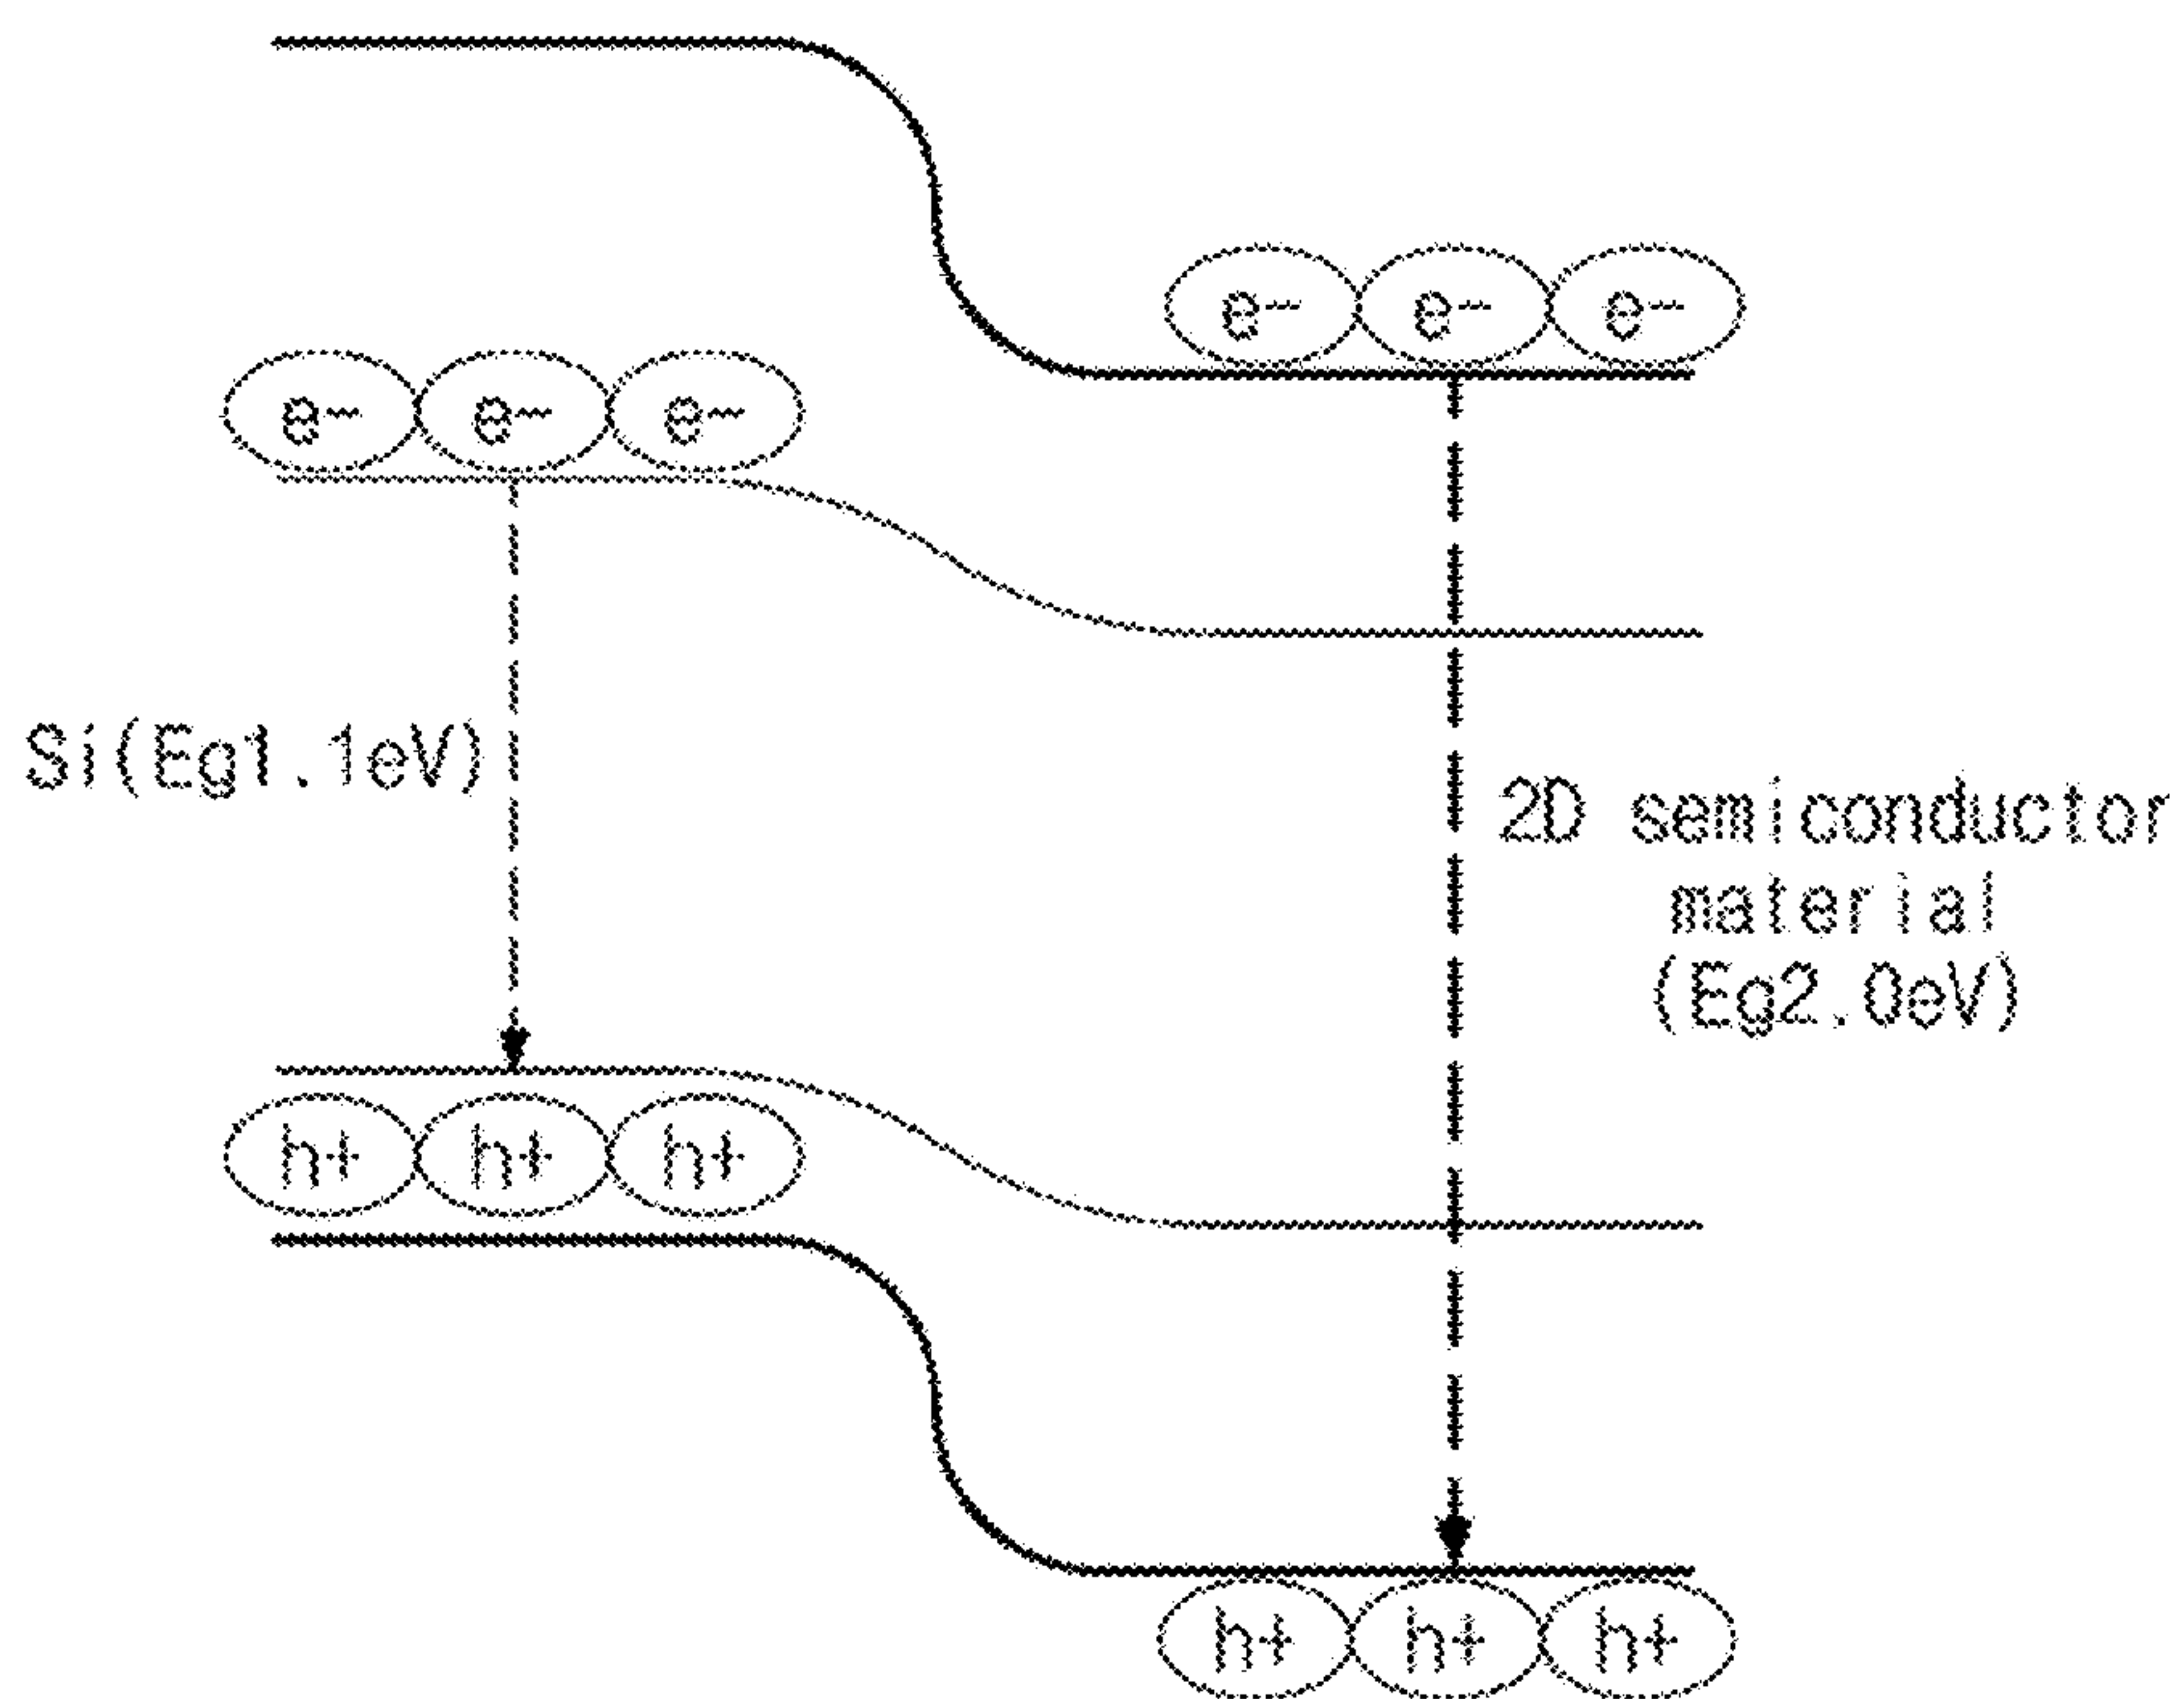 e- e- e-
e- e- e-
Si(Eg1.1eV)
2D semiconductor
material
(Eg2.0eV)
h+ h+ h+
h+ h+ h+